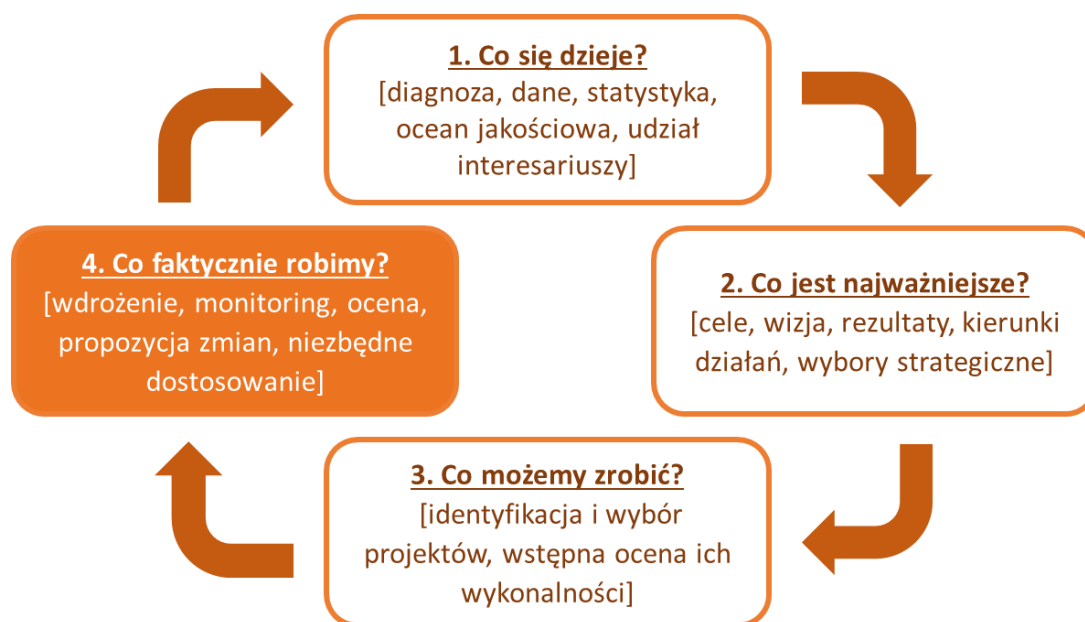 1. Co się dzieje?
[diagnoza, dane, statystyka,
ocean jakościowa, udział
interesariuszy]
2. Co jest najważniejsze?
[cele, wizja, rezultaty, kierunki
działań, wybory strategiczne]
3. Co możemy zrobić?
[identyfikacja i wybór
projektów, wstępna ocena ich
wykonalności]
4. Co faktycznie robimy?
[wdrożenie, monitoring, ocena,
propozycja zmian, niezbędne
dostosowanie]